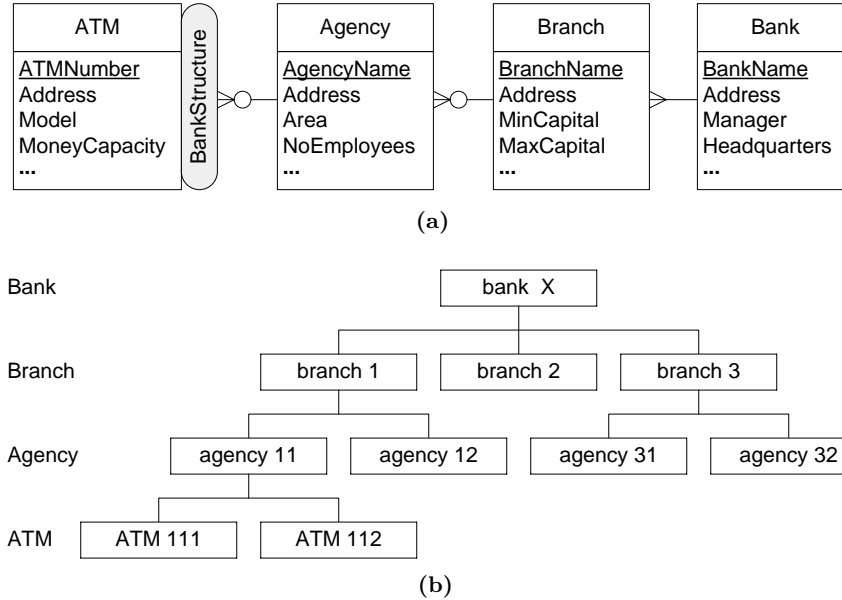 ATM Agency Branch Bank
BankStructure
ATMNumber AgencyName BranchName BankName
Address Address Address Address
Model Area MinCapital Manager
MoneyCapacity NoEmployees MaxCapital Headquarters
... ... ... ...
(a)
Bank bank X
Branch branch 1 branch 2 branch 3
Agency agency 11 agency 12 agency 31 agency 32
ATM ATM 111 ATM 112
(b)